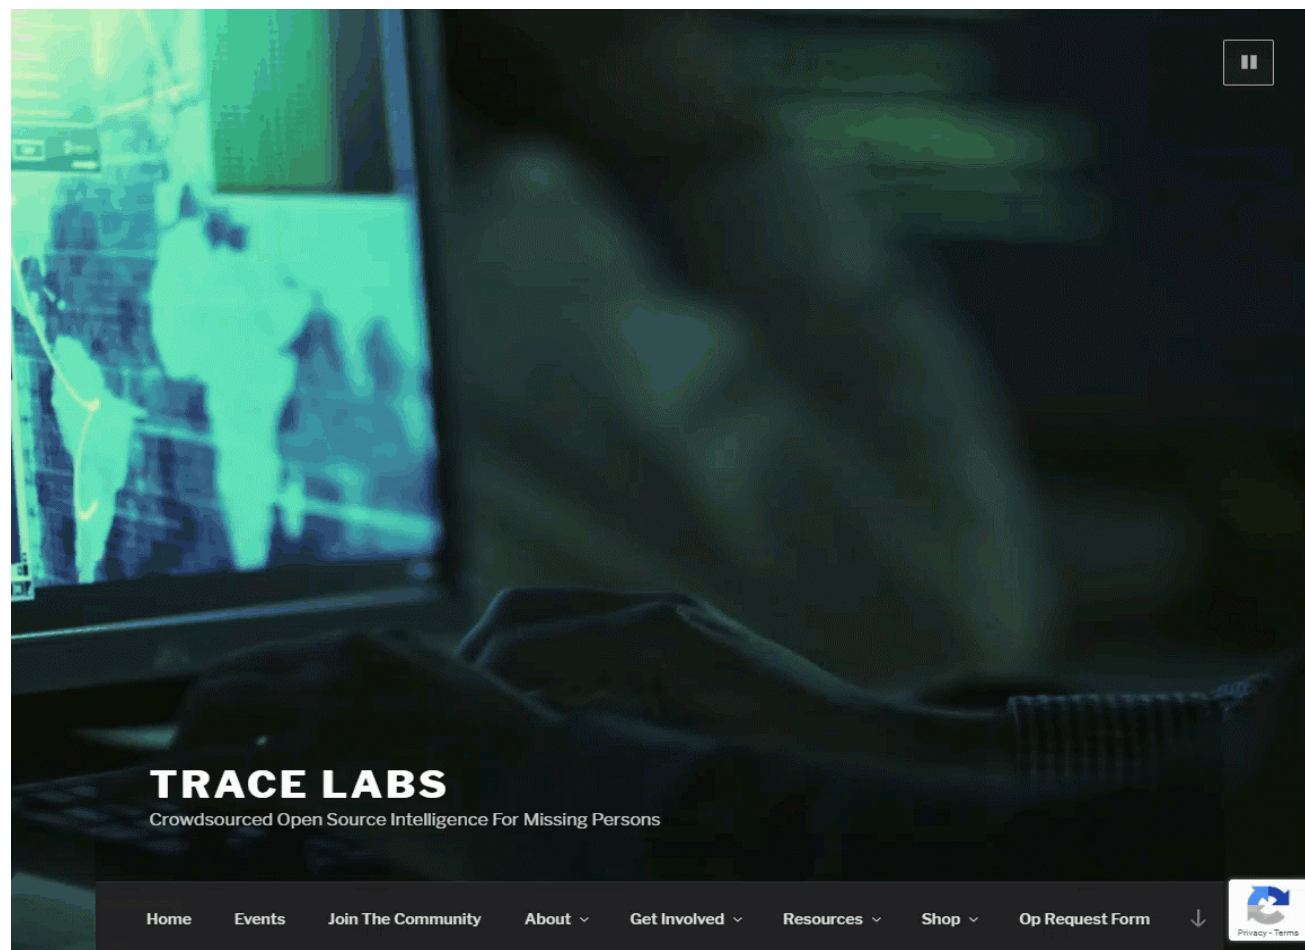 TRACE LABS
Crowdsourced Open Source Intelligence For Missing Persons
Home Events Join The Community About Get Involved Resources Shop Op Request Form
Privacy - Terms